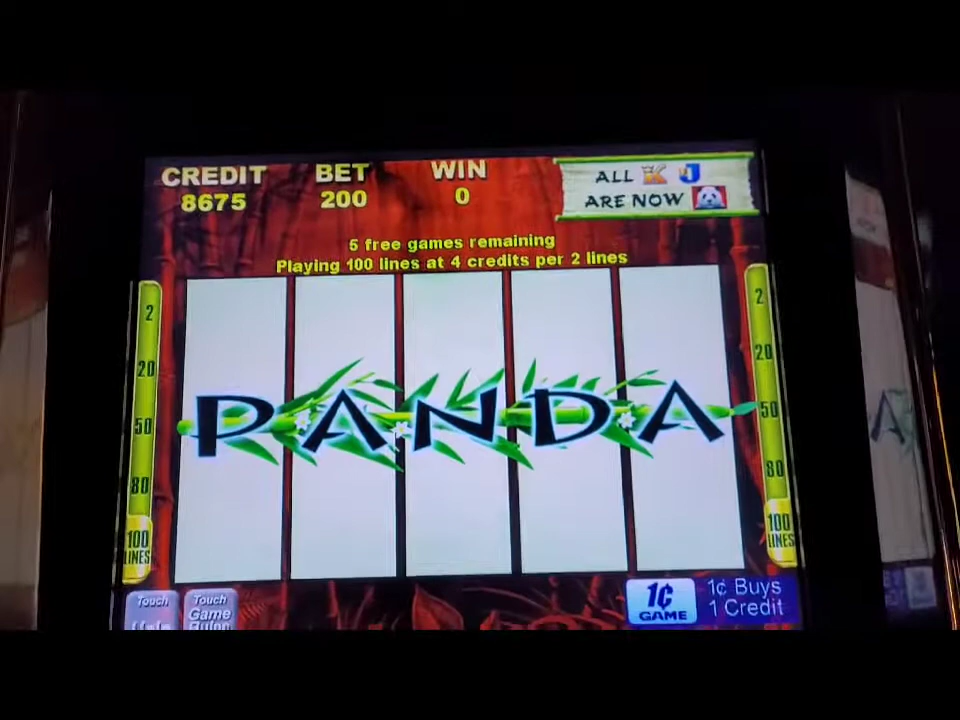 CREDIT BET WIN
8675 200 0
ALL K J
ARE NOW
5 free games remaining
Playing 100 lines at 4 credits per 2 lines
2 2
20 20
50 50
80 80
100 LINES 100 LINES
PANDA
A
Touch Touch
Game
1¢ GAME
1¢ Buys
1 Credit